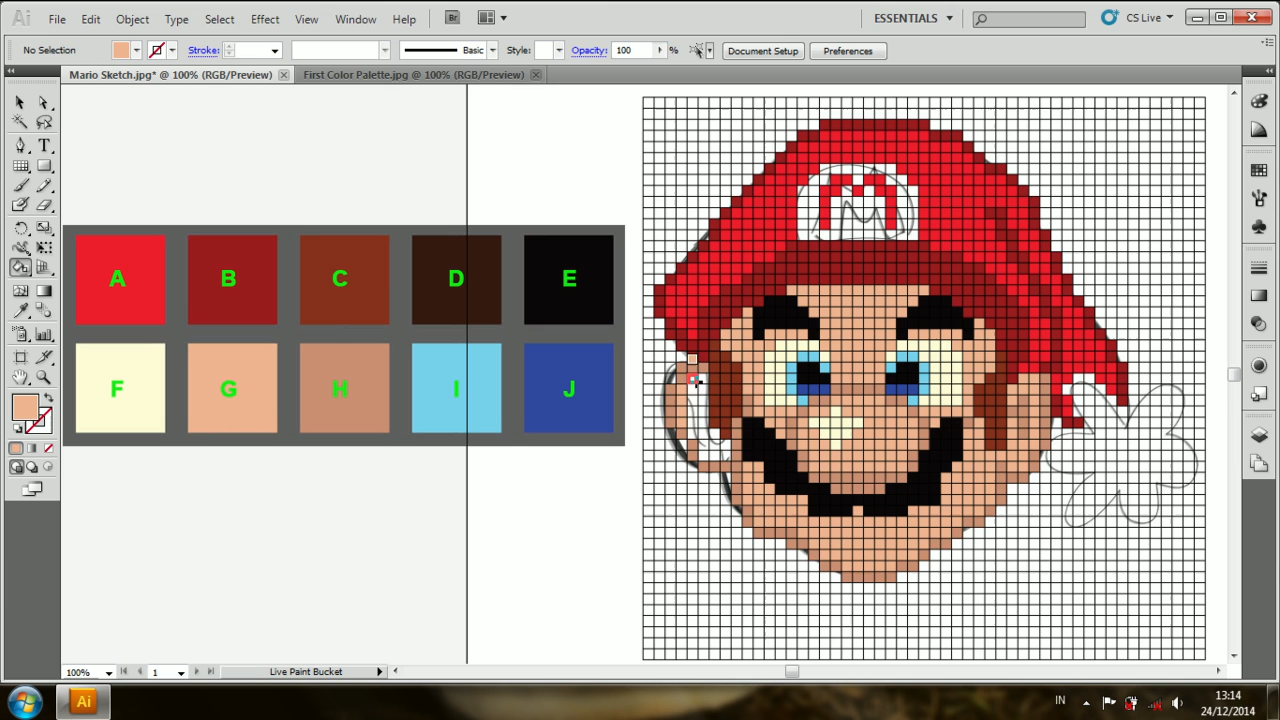 Ai File Edit Object Type Select Effect View Window Help Br ESSENTIALS CS Live
No Selection Stroke: Basic Style: Opacity: 100 % Document Setup Preferences
Mario Sketch.jpg* @ 100% (RGB/Preview) First Color Palette.jpg @ 100% (RGB/Preview)
T
M
A B C D E
F G H I J
100% 1 Live Paint Bucket
Ai IN 13:14
24/12/2014